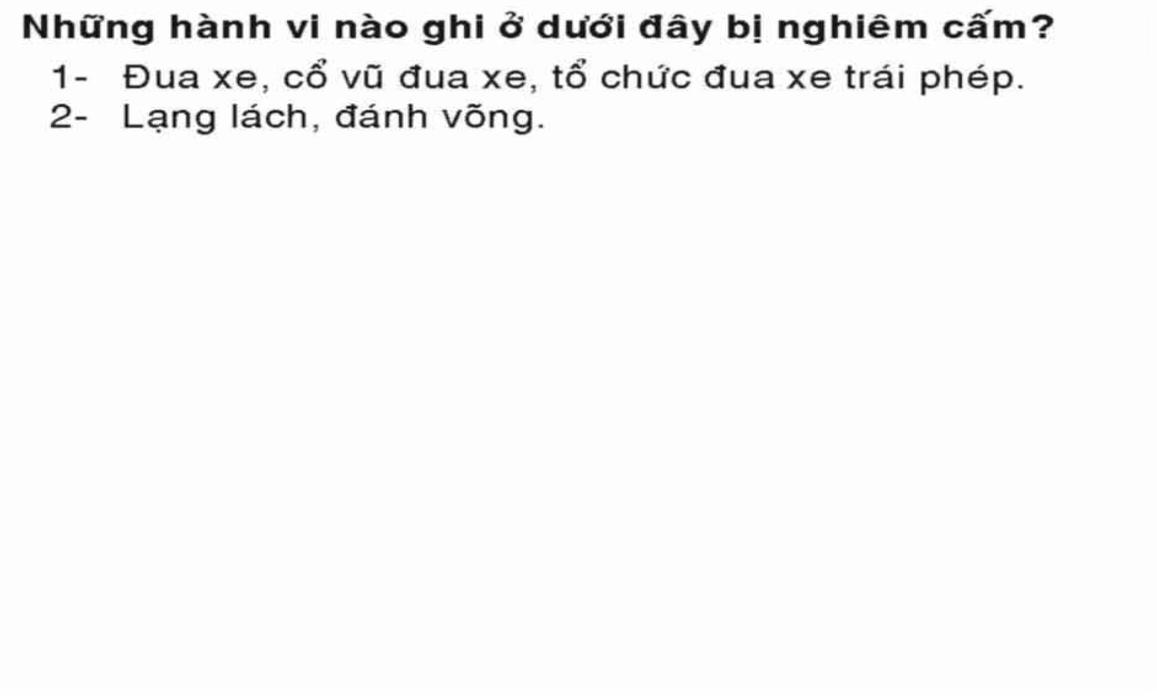 Những hành vi nào ghi ở dưới đây bị nghiêm cấm?
1- Đua xe, cổ vũ đua xe, tổ chức đua xe trái phép.
2- Lạng lách, đánh võng.